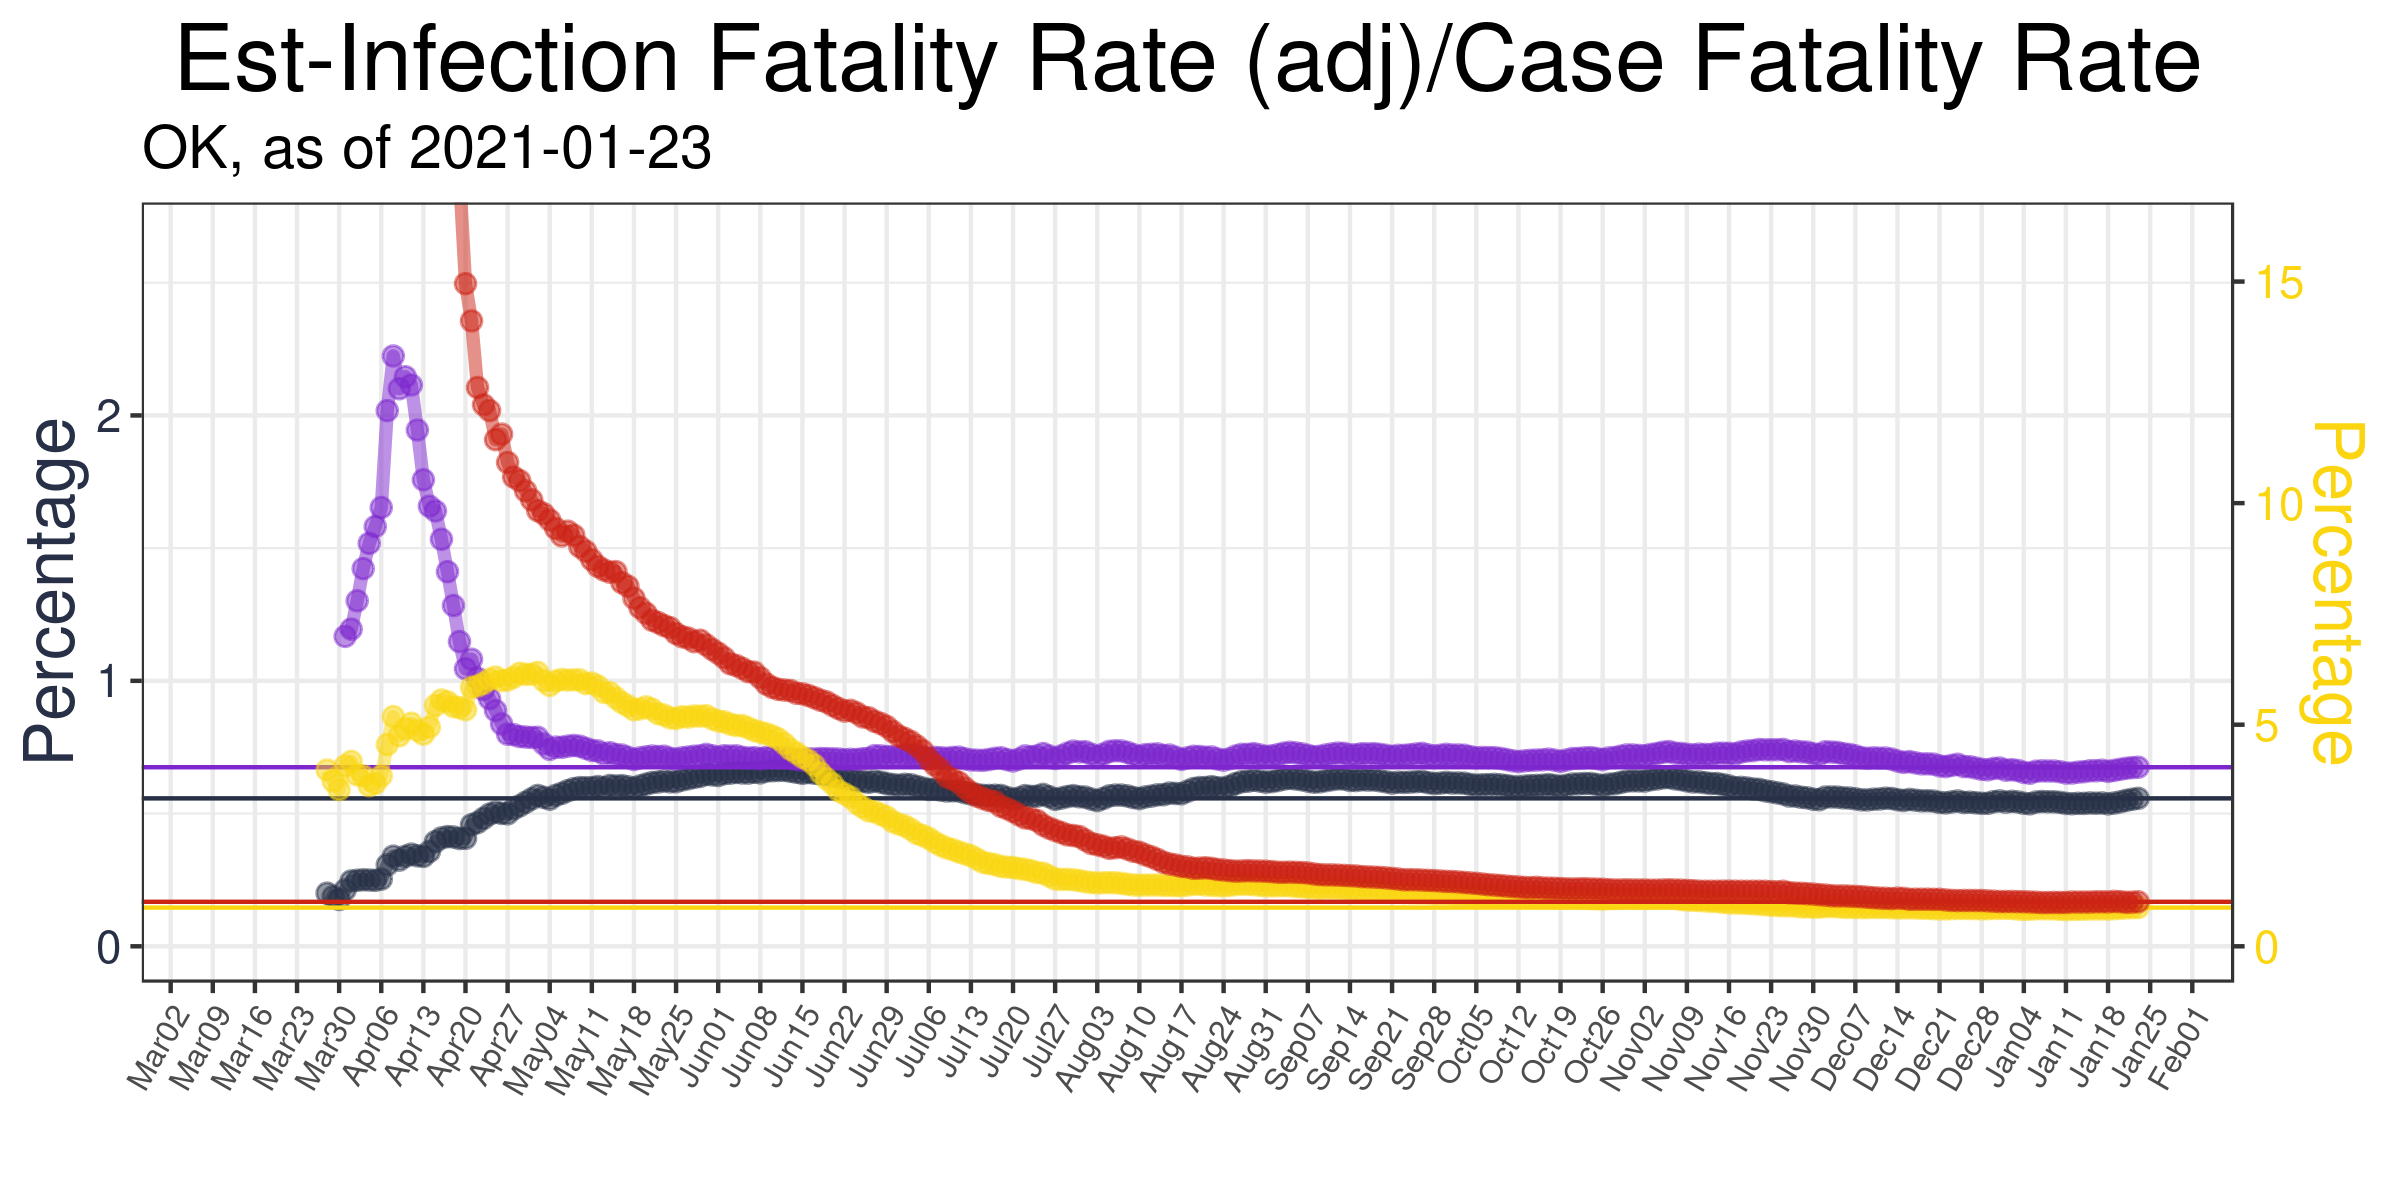 Est-Infection Fatality Rate (adj)/Case Fatality Rate
OK, as of 2021-01-23
Percentage
2
1
0
15
10
5
0
Percentage
Mar02
Mar09
Mar16
Mar23
Mar30
Apr06
Apr13
Apr20
Apr27
May04
May11
May18
May25
Jun01
Jun08
Jun15
Jun22
Jun29
Jul06
Jul13
Jul20
Jul27
Aug03
Aug10
Aug17
Aug24
Aug31
Sep07
Sep14
Sep21
Sep28
Oct05
Oct12
Oct19
Oct26
Nov02
Nov09
Nov16
Nov23
Nov30
Dec07
Dec14
Dec21
Dec28
Jan04
Jan11
Jan18
Jan25
Feb01